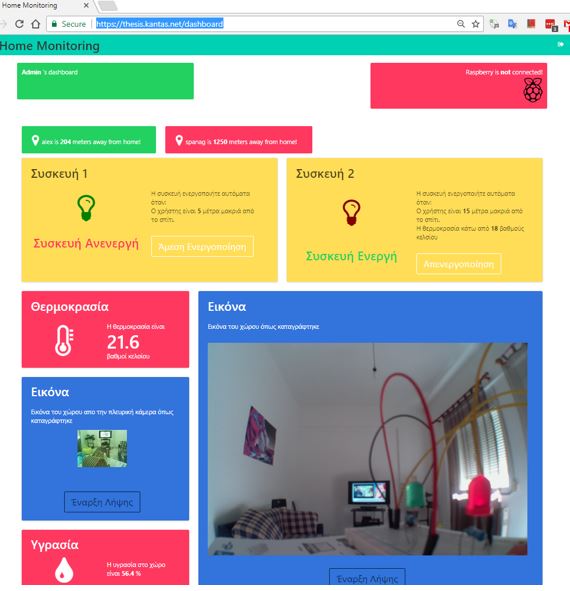 Home Monitoring
Secure
https://thesis.kantas.net/dashboard
Home Monitoring
Admin 's dashboard
Raspberry is not connected!
alex is 204 meters away from home!
spanag is 1250 meters away from home!
Συσκευή 1
Η συσκευή ενεργοποιήτε αυτόματα
όταν:
Ο χρήστης είναι 5 μέτρα μακριά από
το σπίτι.
Συσκευή Ανενεργή
Άμεση Ενεργοποίηση
Συσκευή 2
Η συσκευή ενεργοποιήτε αυτόματα
όταν:
Ο χρήστης είναι 15 μέτρα μακριά από
το σπίτι.
Η θερμοκρασία κάτω από 18 βαθμούς
κελσίου
Συσκευή Ενεργή
Απενεργοποίηση
Θερμοκρασία
Η θερμοκρασία είναι
21.6
βαθμοί κελσίου
Εικόνα
Εικόνα του χώρου απο την πλευρική κάμερα όπως
καταγράφτηκε
Έναρξη Λήψης
Εικόνα
Εικόνα του χώρου όπως καταγράφτηκε
Έναρξη Λήψης
Υγρασία
Η υγρασία στο χώρο
είναι 56.4 %